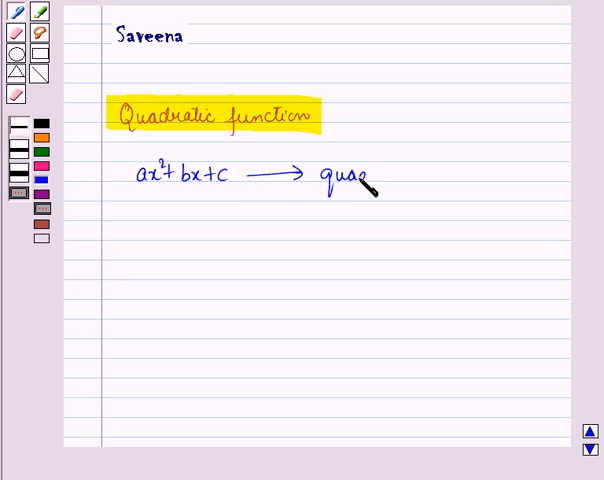 Saveena
Quadratic function
ax²+ bx+c ⟶ qua